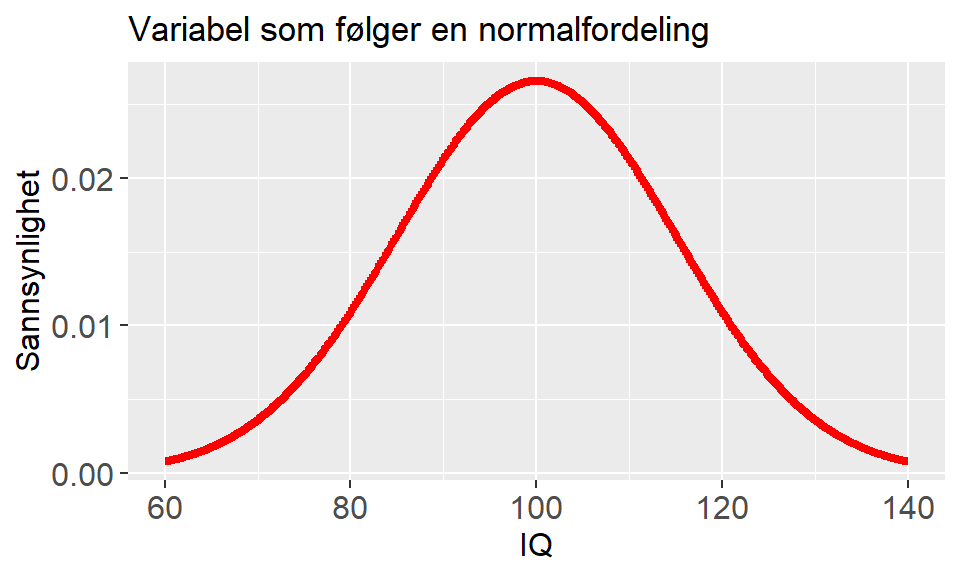 Variabel som følger en normalfordeling
Sannsynlighet
0.02
0.01
0.00
60 80 100 120 140
IQ